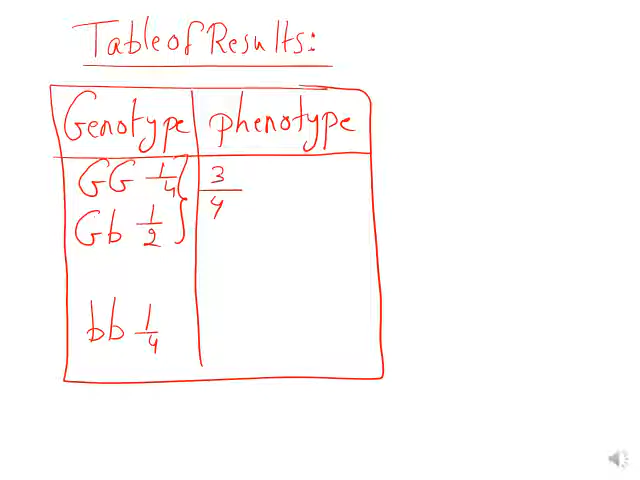 Table of Results:
Genotype phenotype
GG 1/4 3/4
Gb 1/2
bb 1/4